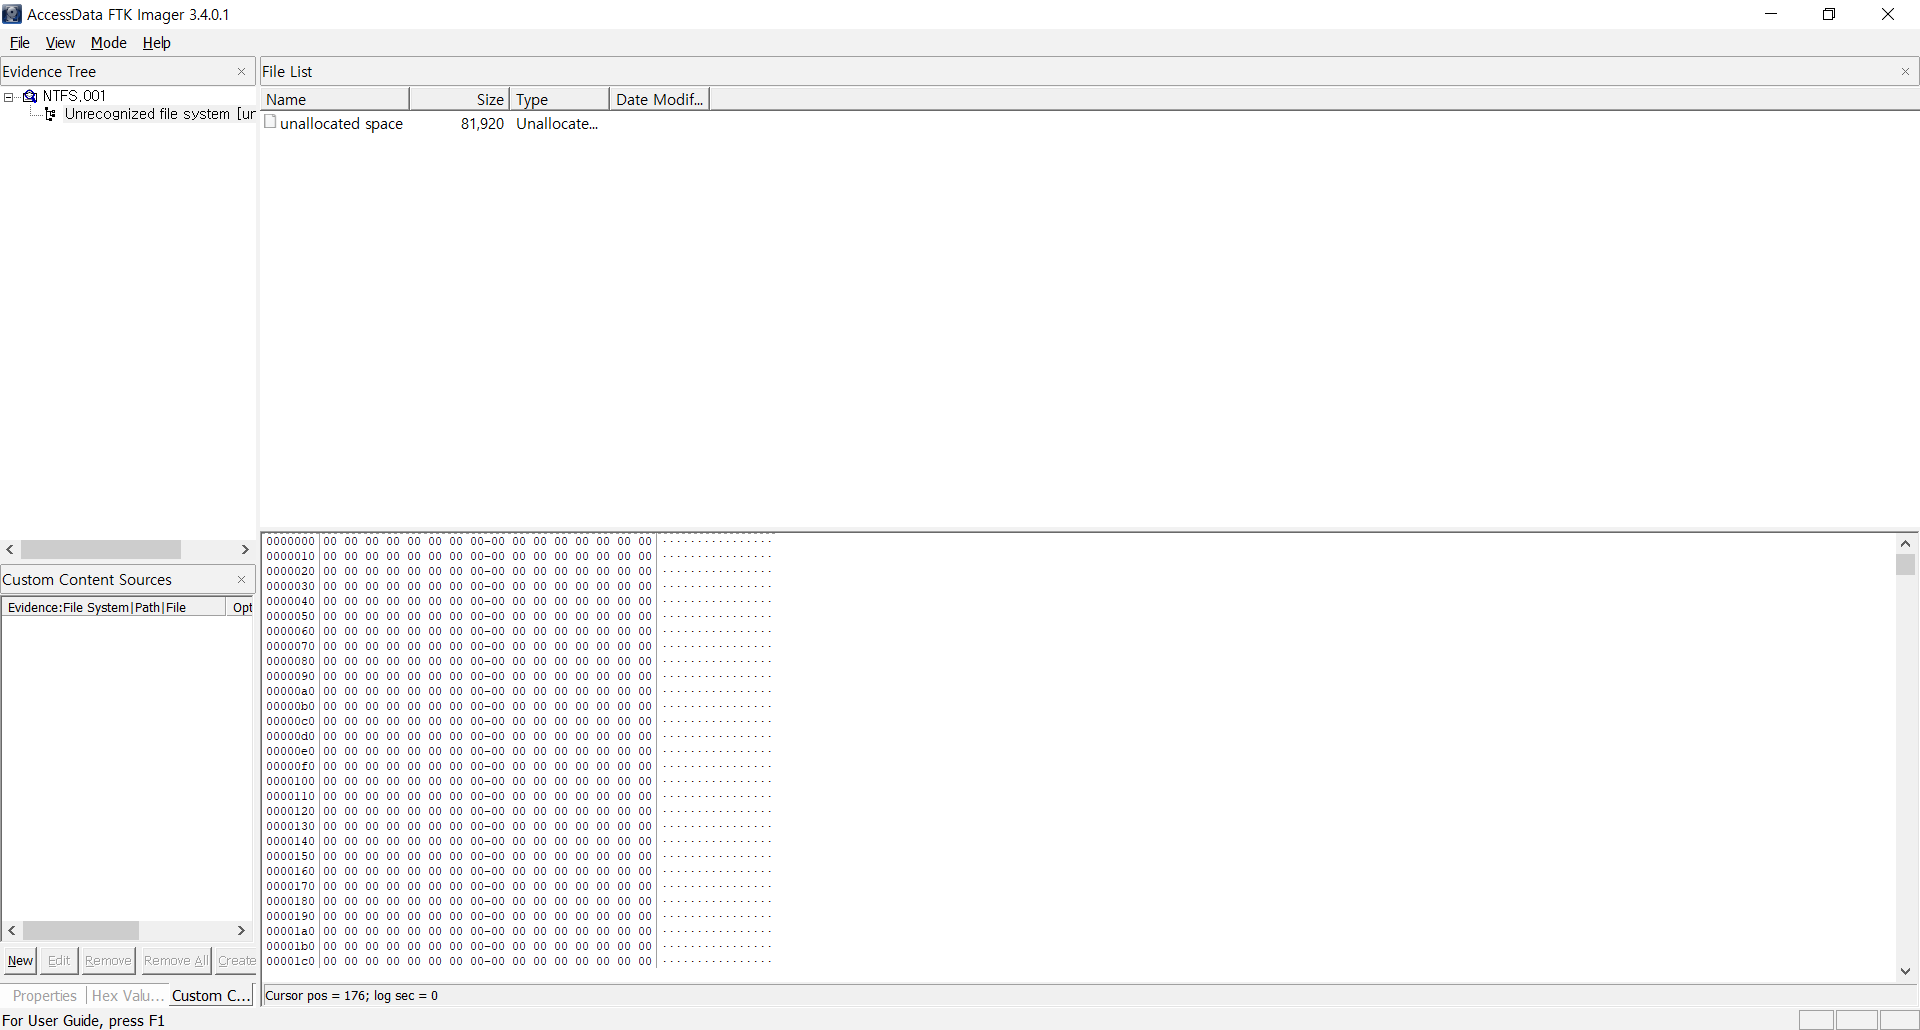 AccessData FTK Imager 3.4.0.1
File View Mode Help
Evidence Tree
NTFS.001
Unrecognized file system [ur
Custom Content Sources
Evidence:File System|Path|File Opt
New Edit Remove Remove All Create
Properties Hex Valu... Custom C...
File List
Name Size Type Date Modif...
unallocated space 81,920 Unallocate...
0000000 00 00 00 00 00 00 00 00-00 00 00 00 00 00 00 00 ................
0000010 00 00 00 00 00 00 00 00-00 00 00 00 00 00 00 00 ................
0000020 00 00 00 00 00 00 00 00-00 00 00 00 00 00 00 00 ................
0000030 00 00 00 00 00 00 00 00-00 00 00 00 00 00 00 00 ................
0000040 00 00 00 00 00 00 00 00-00 00 00 00 00 00 00 00 ................
0000050 00 00 00 00 00 00 00 00-00 00 00 00 00 00 00 00 ................
0000060 00 00 00 00 00 00 00 00-00 00 00 00 00 00 00 00 ................
0000070 00 00 00 00 00 00 00 00-00 00 00 00 00 00 00 00 ................
0000080 00 00 00 00 00 00 00 00-00 00 00 00 00 00 00 00 ................
0000090 00 00 00 00 00 00 00 00-00 00 00 00 00 00 00 00 ................
00000a0 00 00 00 00 00 00 00 00-00 00 00 00 00 00 00 00 ................
00000b0 00 00 00 00 00 00 00 00-00 00 00 00 00 00 00 00 ................
00000c0 00 00 00 00 00 00 00 00-00 00 00 00 00 00 00 00 ................
00000d0 00 00 00 00 00 00 00 00-00 00 00 00 00 00 00 00 ................
00000e0 00 00 00 00 00 00 00 00-00 00 00 00 00 00 00 00 ................
00000f0 00 00 00 00 00 00 00 00-00 00 00 00 00 00 00 00 ................
0000100 00 00 00 00 00 00 00 00-00 00 00 00 00 00 00 00 ................
0000110 00 00 00 00 00 00 00 00-00 00 00 00 00 00 00 00 ................
0000120 00 00 00 00 00 00 00 00-00 00 00 00 00 00 00 00 ................
0000130 00 00 00 00 00 00 00 00-00 00 00 00 00 00 00 00 ................
0000140 00 00 00 00 00 00 00 00-00 00 00 00 00 00 00 00 ................
0000150 00 00 00 00 00 00 00 00-00 00 00 00 00 00 00 00 ................
0000160 00 00 00 00 00 00 00 00-00 00 00 00 00 00 00 00 ................
0000170 00 00 00 00 00 00 00 00-00 00 00 00 00 00 00 00 ................
0000180 00 00 00 00 00 00 00 00-00 00 00 00 00 00 00 00 ................
0000190 00 00 00 00 00 00 00 00-00 00 00 00 00 00 00 00 ................
00001a0 00 00 00 00 00 00 00 00-00 00 00 00 00 00 00 00 ................
00001b0 00 00 00 00 00 00 00 00-00 00 00 00 00 00 00 00 ................
00001c0 00 00 00 00 00 00 00 00-00 00 00 00 00 00 00 00 ................
Cursor pos = 176; log sec = 0
For User Guide, press F1